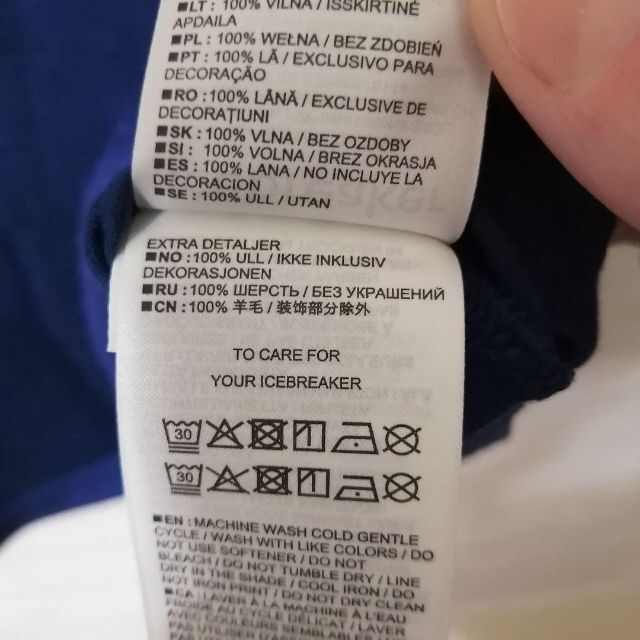 ■LT : 100% VILNA / IŠSKIRTINĖ
APDAILA
■PL : 100% WEŁNA / BEZ ZDOBIEŃ
■PT : 100% LÃ / EXCLUSIVO PARA
DECORAÇÃO
■RO : 100% LÂNĂ / EXCLUSIVE DE
DECORAȚIUNI
■SK : 100% VLNA / BEZ OZDOBY
■SI : 100% VOLNA / BREZ OKRASJA
■ES : 100% LANA / NO INCLUYE LA
DECORACION
■SE : 100% ULL / UTAN
EXTRA DETALJER
■NO : 100% ULL / IKKE INKLUSIV
DEKORASJONEN
■RU : 100% ШЕРСТЬ / БЕЗ УКРАШЕНИЙ
■CN : 100% 羊毛 / 装饰部分除外
TO CARE FOR
YOUR ICEBREAKER
30
30
■EN : MACHINE WASH COLD GENTLE
CYCLE / WASH WITH LIKE COLORS / DO
NOT USE SOFTENER / DO NOT
BLEACH / DO NOT TUMBLE DRY / LINE
DRY IN THE SHADE / COOL IRON / DO
NOT IRON PRINT / DO NOT DRY CLEAN
■CA : LAVER À LA MACHINE À L'EAU
FROIDE AU CYCLE DÉLICAT / LAVER